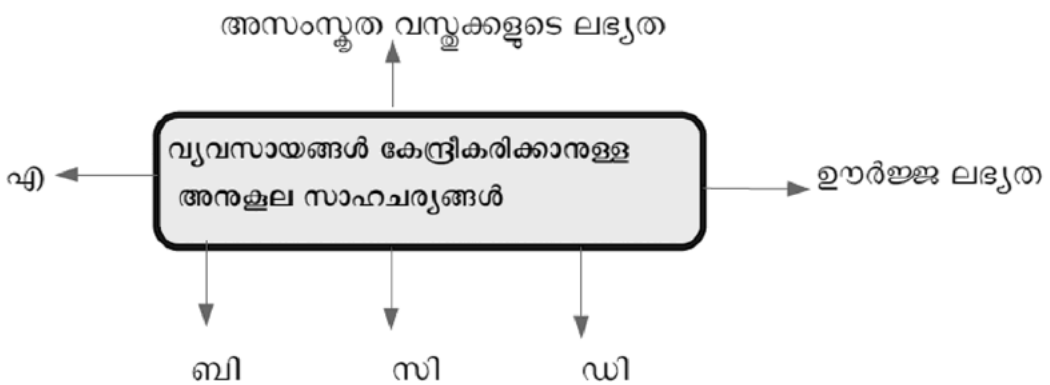 അസംസ്കൃത വസ്തുക്കളുടെ ലഭ്യത
വ്യവസായങ്ങൾ കേന്ദ്രീകരിക്കാനുള്ള
അനുകൂല സാഹചര്യങ്ങൾ
എ
ഊർജ്ജ ലഭ്യത
ബി
സി
ഡി